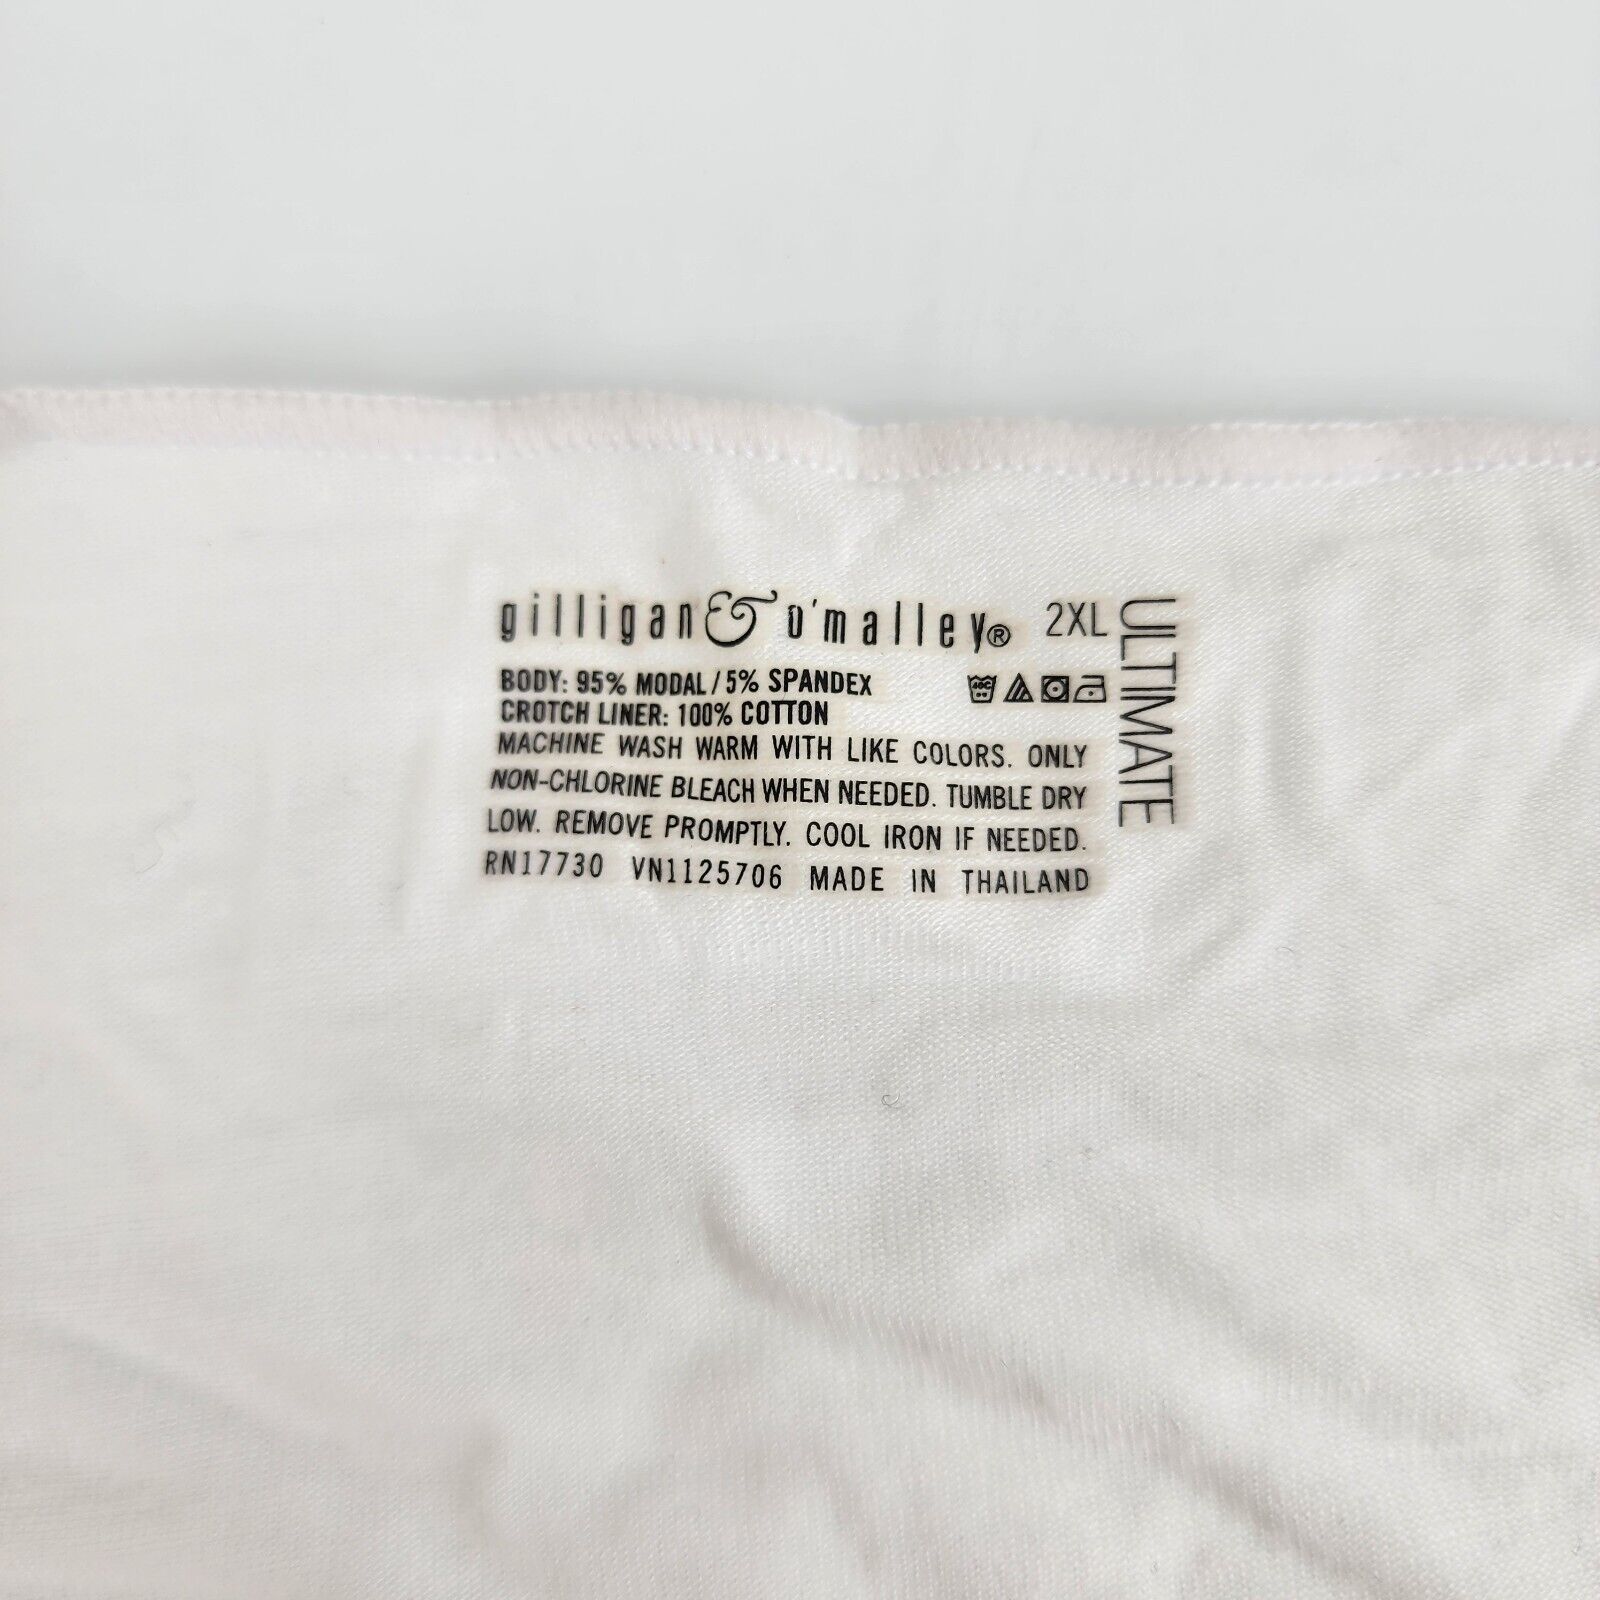 gilligan & o'malley® 2XL
ULTIMATE
BODY: 95% MODAL/5% SPANDEX
40C
CROTCH LINER: 100% COTTON
MACHINE WASH WARM WITH LIKE COLORS. ONLY
NON-CHLORINE BLEACH WHEN NEEDED. TUMBLE DRY
LOW. REMOVE PROMPTLY. COOL IRON IF NEEDED.
RN17730 VN1125706 MADE IN THAILAND